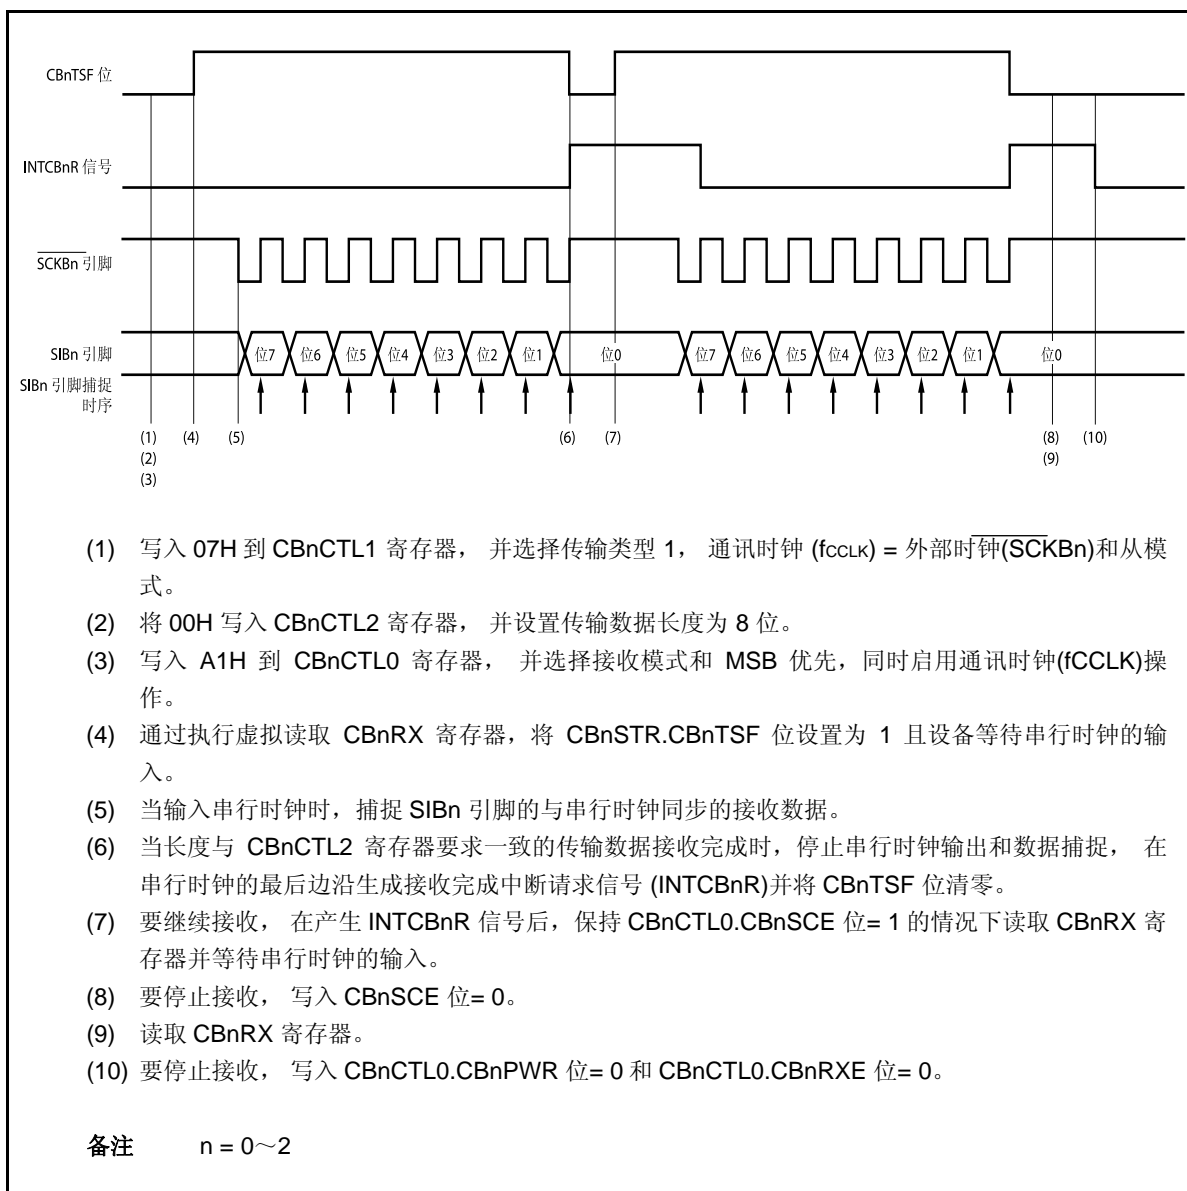 CBnTSF 位
INTCBnR 信号
SCKBn 引脚
SIBn 引脚
位7 位6 位5 位4 位3 位2 位1 位0 位7 位6 位5 位4 位3 位2 位1 位0
SIBn 引脚捕捉
时序
(1) (4) (5) (6) (7) (8) (10)
(2) (9)
(3)
(1) 写入 07H 到 CBnCTL1 寄存器， 并选择传输类型 1， 通讯时钟 (fCCLK) = 外部时钟(SCKBn)和从模
式。
(2) 将 00H 写入 CBnCTL2 寄存器， 并设置传输数据长度为 8 位。
(3) 写入 A1H 到 CBnCTL0 寄存器， 并选择接收模式和 MSB 优先，同时启用通讯时钟(fCCLK)操
作。
(4) 通过执行虚拟读取 CBnRX 寄存器，将 CBnSTR.CBnTSF 位设置为 1 且设备等待串行时钟的输
入。
(5) 当输入串行时钟时，捕捉 SIBn 引脚的与串行时钟同步的接收数据。
(6) 当长度与 CBnCTL2 寄存器要求一致的传输数据接收完成时，停止串行时钟输出和数据捕捉， 在
串行时钟的最后边沿生成接收完成中断请求信号 (INTCBnR)并将 CBnTSF 位清零。
(7) 要继续接收， 在产生 INTCBnR 信号后，保持 CBnCTL0.CBnSCE 位= 1 的情况下读取 CBnRX 寄
存器并等待串行时钟的输入。
(8) 要停止接收， 写入 CBnSCE 位= 0。
(9) 读取 CBnRX 寄存器。
(10) 要停止接收， 写入 CBnCTL0.CBnPWR 位= 0 和 CBnCTL0.CBnRXE 位= 0。
备注 n = 0～2